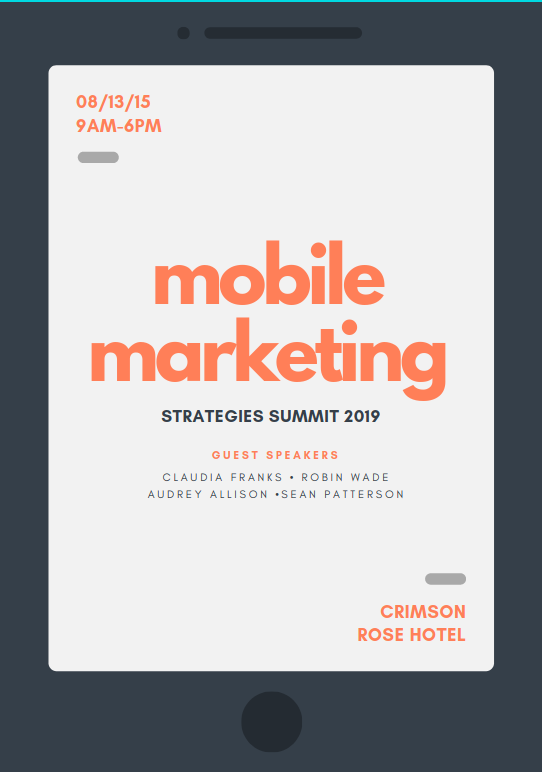 08/13/15
9AM-6PM
mobile
marketing
STRATEGIES SUMMIT 2019
GUEST SPEAKERS
CLAUDIA FRANKS • ROBIN WADE
AUDREY ALLISON •SEAN PATTERSON
CRIMSON
ROSE HOTEL